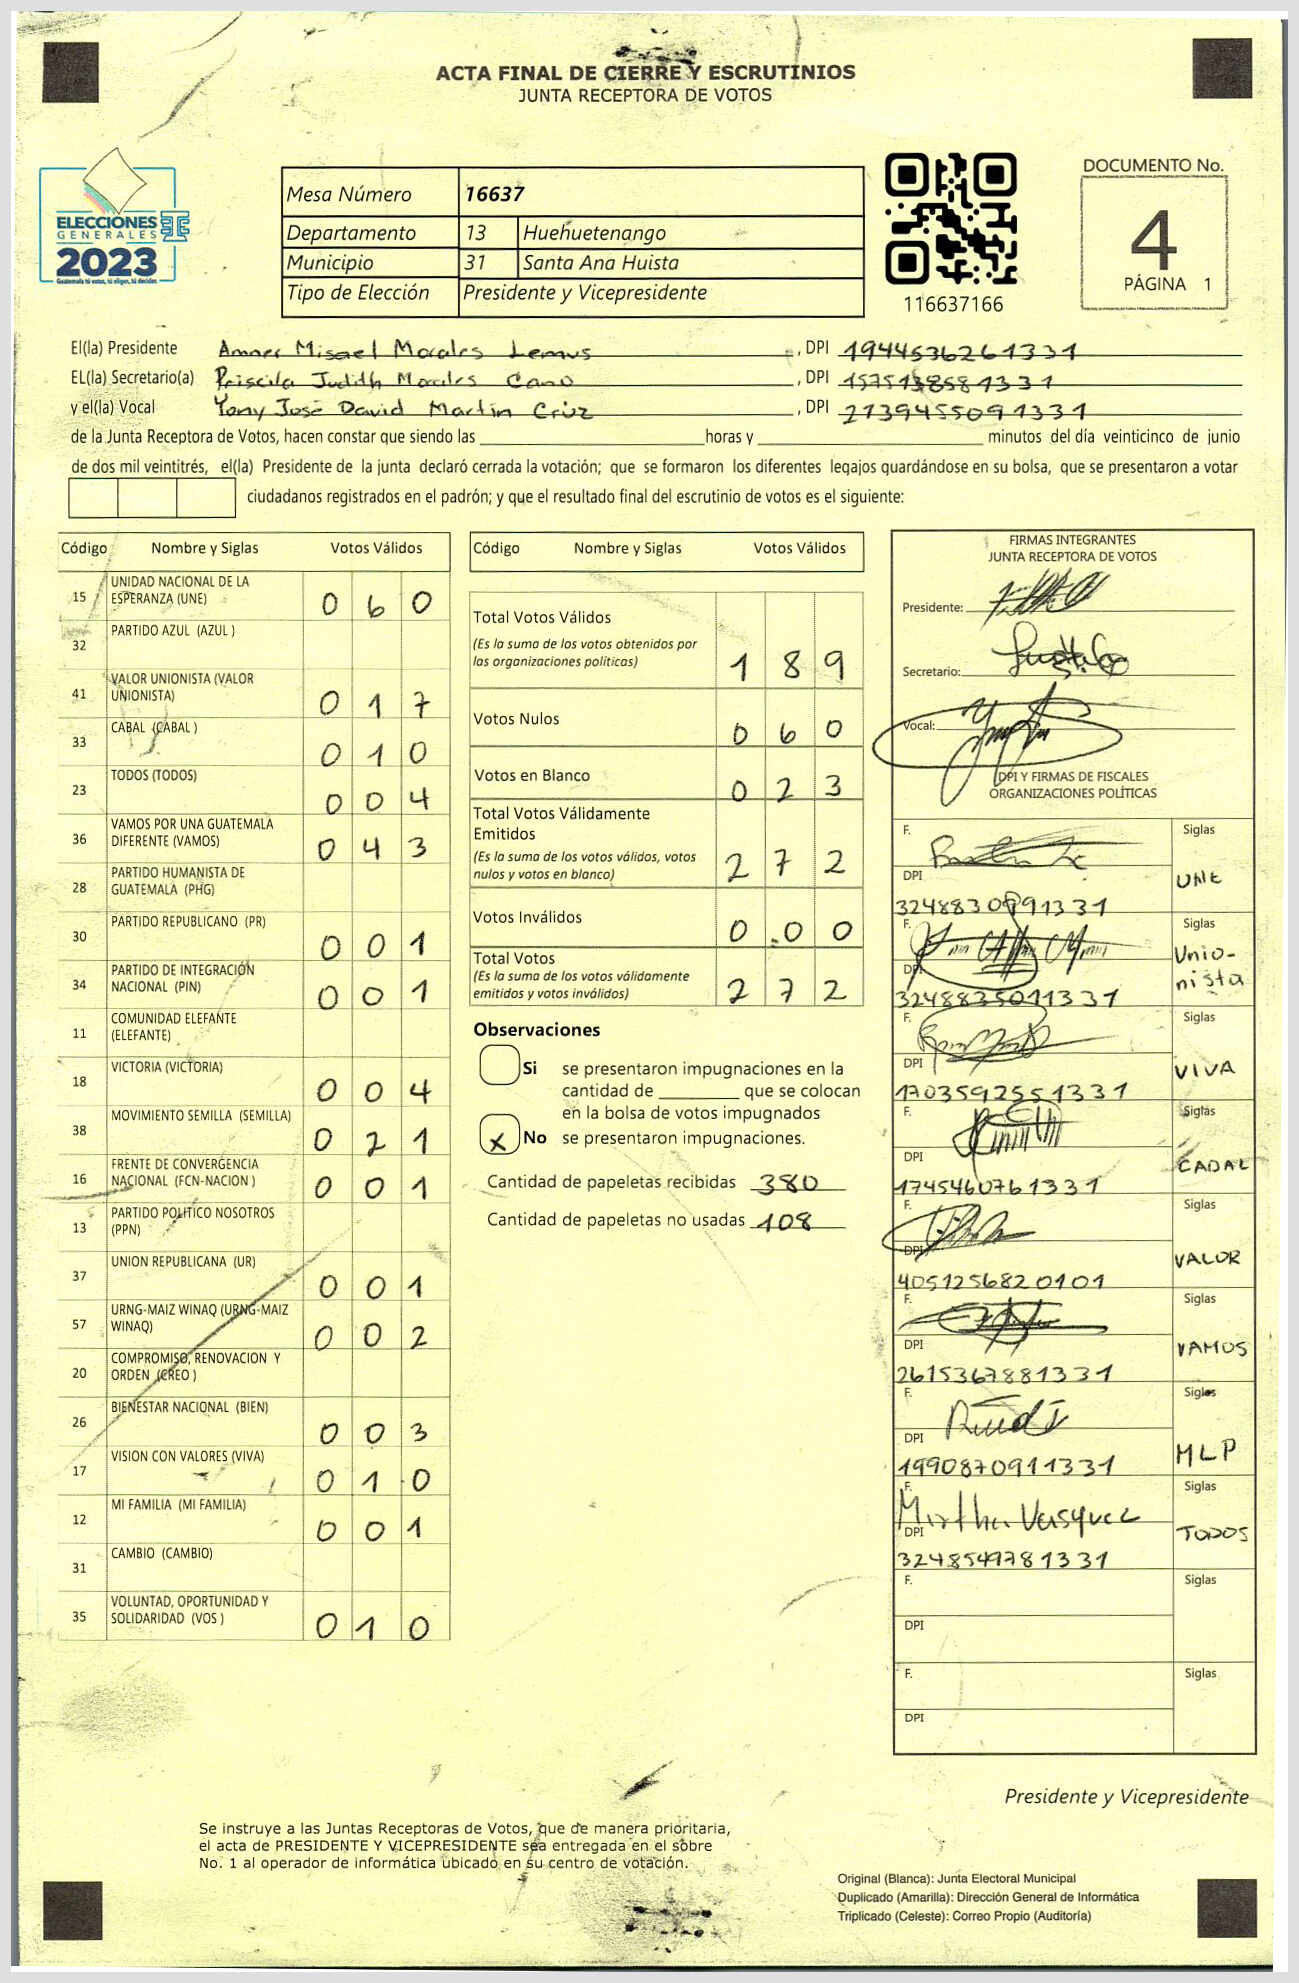 ACTA FINAL DE CIERRE Y ESCRUTINIOS
JUNTA RECEPTORA DE VOTOS
ELECCIONES
GENERALES
2023
Guatemala tú votas, tú eliges, tú decides
Mesa Número 16637
Departamento 13 Huehuetenango
Municipio 31 Santa Ana Huista
Tipo de Elección Presidente y Vicepresidente
116637166
DOCUMENTO No.
4
PÁGINA 1
El(la) Presidente Amner Misael Morales Lemus, DPI 1944536261331
EL(la) Secretario(a) Priscila Judith Morales Cano, DPI 1575138581331
y el(la) Vocal Yony José David Martin Cruz, DPI 2739455091331
de la Junta Receptora de Votos, hacen constar que siendo las ____ horas y ____ minutos del día veinticinco de junio
de dos mil veintitrés, el(la) Presidente de la junta declaró cerrada la votación; que se formaron los diferentes legajos guardándose en su bolsa, que se presentaron a votar
ciudadanos registrados en el padrón; y que el resultado final del escrutinio de votos es el siguiente:
Código Nombre y Siglas Votos Válidos
15 UNIDAD NACIONAL DE LA ESPERANZA (UNE) 0 6 0
32 PARTIDO AZUL (AZUL )
41 VALOR UNIONISTA (VALOR UNIONISTA) 0 1 7
33 CABAL (CABAL ) 0 1 0
23 TODOS (TODOS) 0 0 4
36 VAMOS POR UNA GUATEMALA DIFERENTE (VAMOS) 0 4 3
28 PARTIDO HUMANISTA DE GUATEMALA (PHG)
30 PARTIDO REPUBLICANO (PR) 0 0 1
34 PARTIDO DE INTEGRACIÓN NACIONAL (PIN) 0 0 1
11 COMUNIDAD ELEFANTE (ELEFANTE)
18 VICTORIA (VICTORIA) 0 0 4
38 MOVIMIENTO SEMILLA (SEMILLA) 0 2 1
16 FRENTE DE CONVERGENCIA NACIONAL (FCN-NACION ) 0 0 1
13 PARTIDO POLITICO NOSOTROS (PPN)
37 UNION REPUBLICANA (UR) 0 0 1
57 URNG-MAIZ WINAQ (URNG-MAIZ WINAQ) 0 0 2
20 COMPROMISO, RENOVACION Y ORDEN (CREO )
26 BIENESTAR NACIONAL (BIEN) 0 0 3
17 VISION CON VALORES (VIVA) 0 1 0
12 MI FAMILIA (MI FAMILIA) 0 0 1
31 CAMBIO (CAMBIO)
35 VOLUNTAD, OPORTUNIDAD Y SOLIDARIDAD (VOS ) 0 1 0
Código Nombre y Siglas Votos Válidos
Total Votos Válidos
(Es la suma de los votos obtenidos por las organizaciones políticas) 1 8 9
Votos Nulos 0 6 0
Votos en Blanco 0 2 3
Total Votos Válidamente Emitidos
(Es la suma de los votos válidos, votos nulos y votos en blanco) 2 7 2
Votos Inválidos 0 0 0
Total Votos
(Es la suma de los votos válidamente emitidos y votos inválidos) 2 7 2
Observaciones
Si se presentaron impugnaciones en la
cantidad de ____ que se colocan
en la bolsa de votos impugnados
X No se presentaron impugnaciones.
Cantidad de papeletas recibidas 380
Cantidad de papeletas no usadas 108
FIRMAS INTEGRANTES
JUNTA RECEPTORA DE VOTOS
Presidente:
Secretario:
Vocal:
DPI Y FIRMAS DE FISCALES
ORGANIZACIONES POLÍTICAS
F. Siglas
DPI UNE
3248830891331
F. Siglas
DPI Unionista
3248835011331
F. Siglas
DPI VIVA
1703592551331
F. Siglas
DPI CABAL
1745460761331
F. Siglas
DPI VALOR
4051256820101
F. Siglas
DPI VAMOS
2615367881331
F. Siglas
DPI MLP
1990870911331
F. Mirtha Vasquez Siglas
DPI TODOS
3248549781331
F. Siglas
DPI
F. Siglas
DPI
Presidente y Vicepresidente
Se instruye a las Juntas Receptoras de Votos, que de manera prioritaria,
el acta de PRESIDENTE Y VICEPRESIDENTE sea entregada en el sobre
No. 1 al operador de informática ubicado en su centro de votación.
Original (Blanca): Junta Electoral Municipal
Duplicado (Amarilla): Dirección General de Informática
Triplicado (Celeste): Correo Propio (Auditoría)